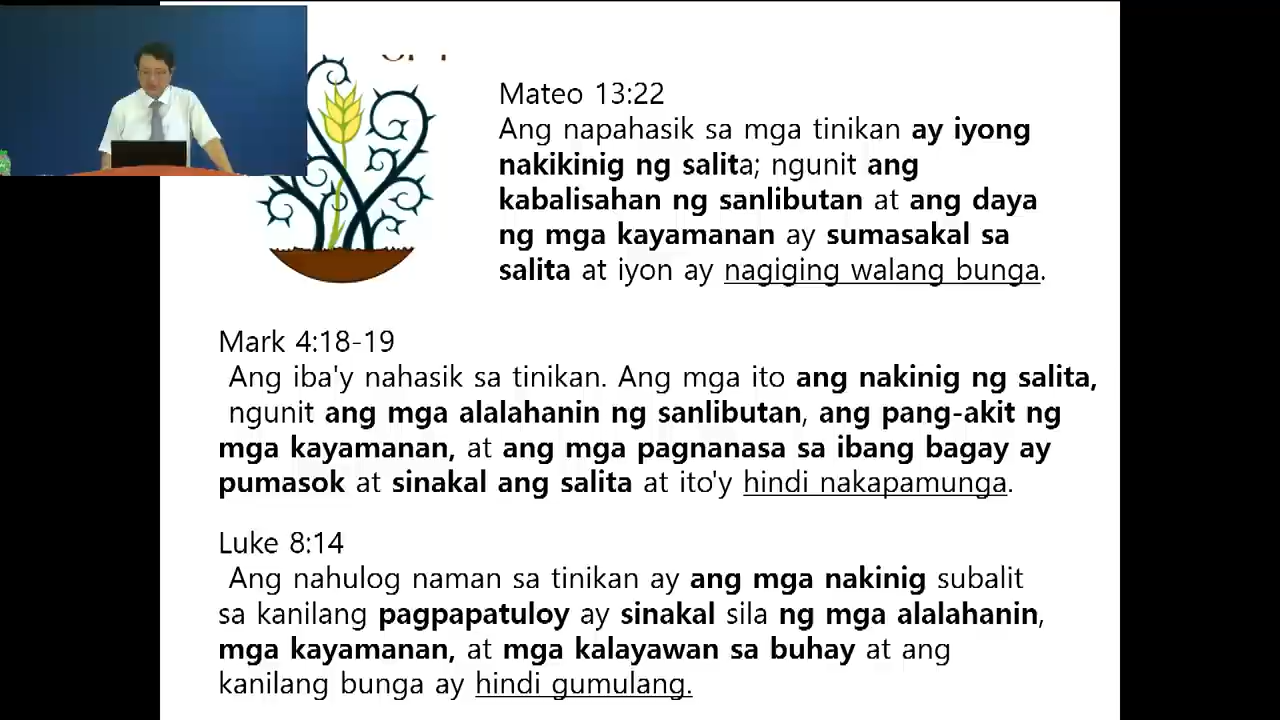 Mateo 13:22
Ang napahasik sa mga tinikan ay iyong
nakikinig ng salita; ngunit ang
kabalisahan ng sanlibutan at ang daya
ng mga kayamanan ay sumasakal sa
salita at iyon ay nagiging walang bunga.
Mark 4:18-19
Ang iba'y nahasik sa tinikan. Ang mga ito ang nakinig ng salita,
ngunit ang mga alalahanin ng sanlibutan, ang pang-akit ng
mga kayamanan, at ang mga pagnanasa sa ibang bagay ay
pumasok at sinakal ang salita at ito'y hindi nakapamunga.
Luke 8:14
Ang nahulog naman sa tinikan ay ang mga nakinig subalit
sa kanilang pagpapatuloy ay sinakal sila ng mga alalahanin,
mga kayamanan, at mga kalayawan sa buhay at ang
kanilang bunga ay hindi gumulang.